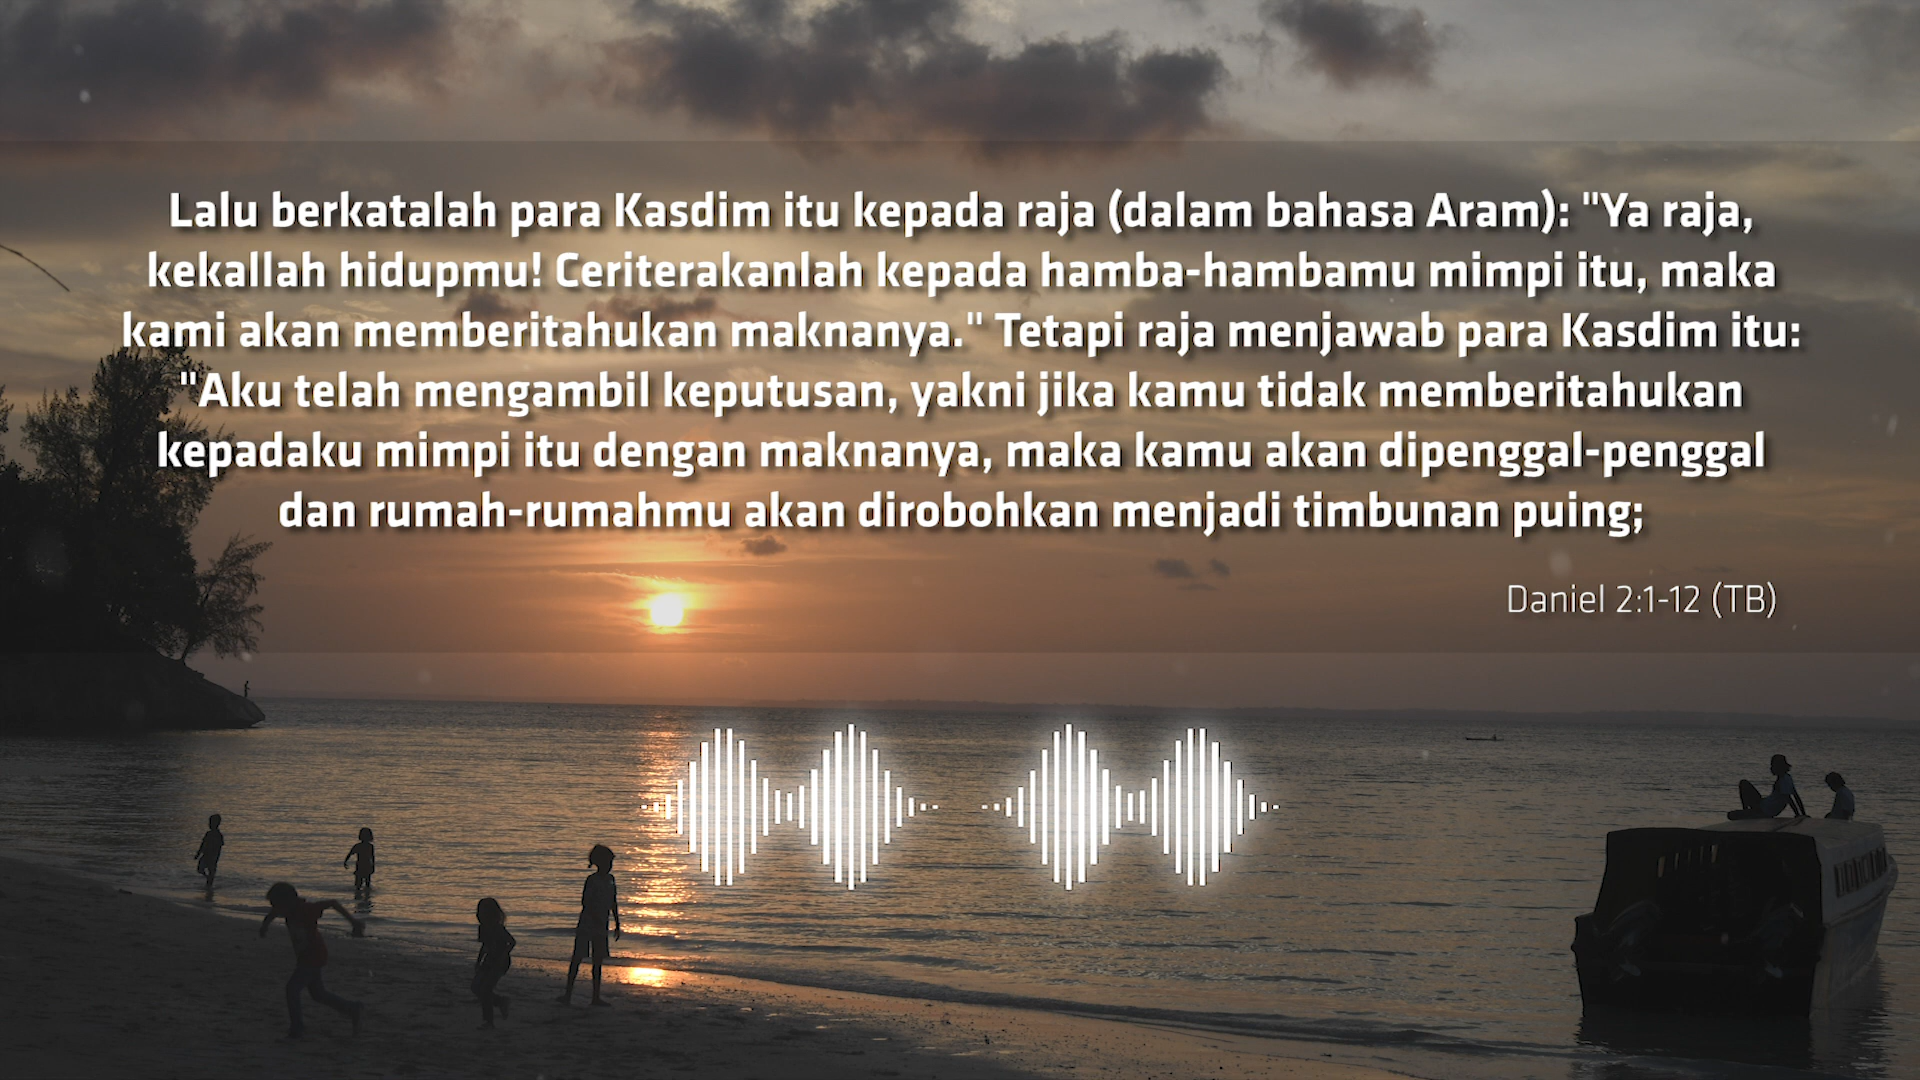 Lalu berkatalah para Kasdim itu kepada raja (dalam bahasa Aram): "Ya raja,
kekallah hidupmu! Ceriterakanlah kepada hamba-hambamu mimpi itu, maka
kami akan memberitahukan maknanya." Tetapi raja menjawab para Kasdim itu:
"Aku telah mengambil keputusan, yakni jika kamu tidak memberitahukan
kepadaku mimpi itu dengan maknanya, maka kamu akan dipenggal-penggal
dan rumah-rumahmu akan dirobohkan menjadi timbunan puing;
Daniel 2:1-12 (TB)